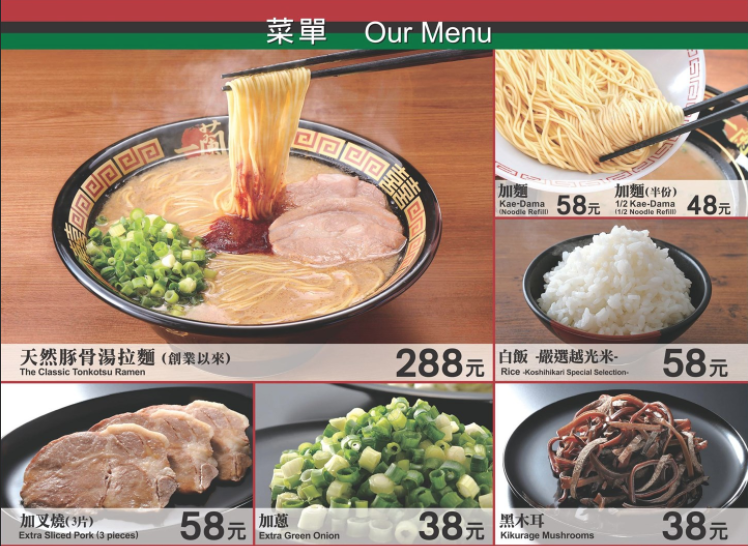 菜單 Our Menu
一蘭
天然豚骨湯拉麵 (創業以來)
The Classic Tonkotsu Ramen
288元
加麵
Kae-Dama
(Noodle Refill)
58元
加麵(半份)
1/2 Kae-Dama
(1/2 Noodle Refill)
48元
白飯 -嚴選越光米-
Rice -Koshihikari Special Selection-
58元
加叉燒(3片)
Extra Sliced Pork (3 pieces)
58元
加蔥
Extra Green Onion
38元
黑木耳
Kikurage Mushrooms
38元